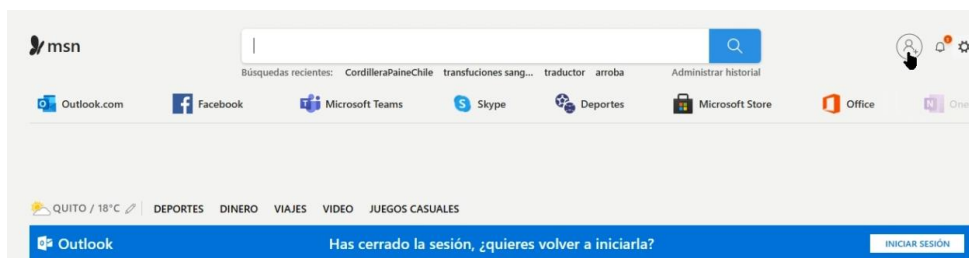 msn
Búsquedas recientes: CordilleraPaineChile transfuciones sang... traductor arroba Administrar historial
Outlook.com Facebook Microsoft Teams Skype Deportes Microsoft Store Office One
QUITO / 18°C DEPORTES DINERO VIAJES VIDEO JUEGOS CASUALES
Outlook Has cerrado la sesión, ¿quieres volver a iniciarla? INICIAR SESIÓN